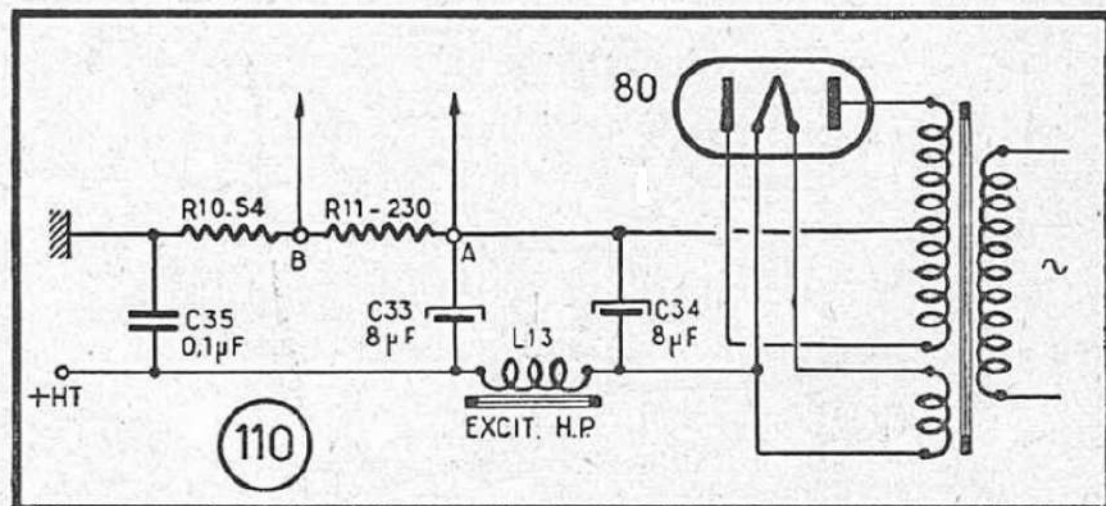 80
R10-54
R11-230
B
A
C35
0,1µF
C33
8µF
L13
C34
8µF
~
+HT
EXCIT. H.P.
110